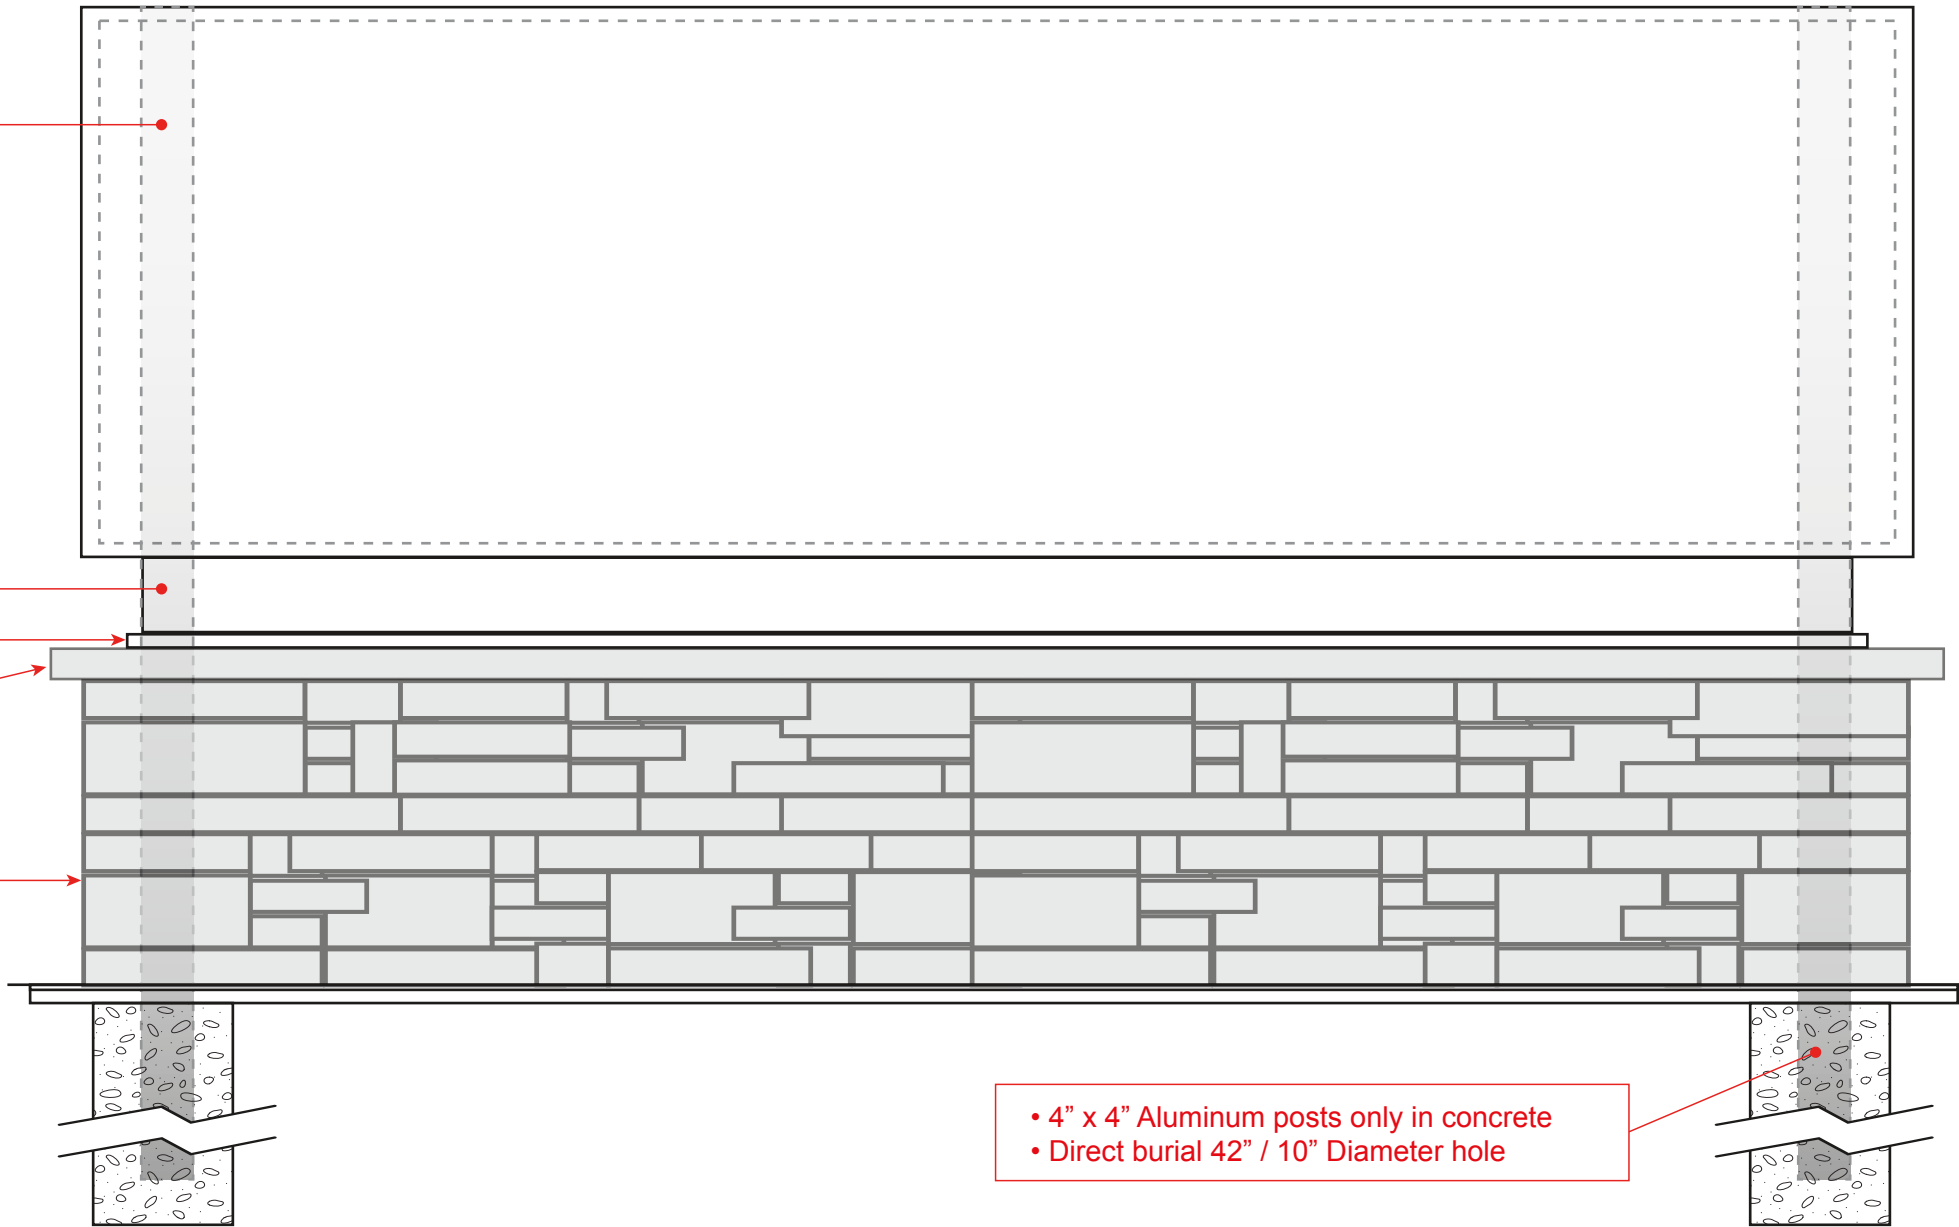 • 4” x 4” Aluminum posts only in concrete
• Direct burial 42” / 10” Diameter hole